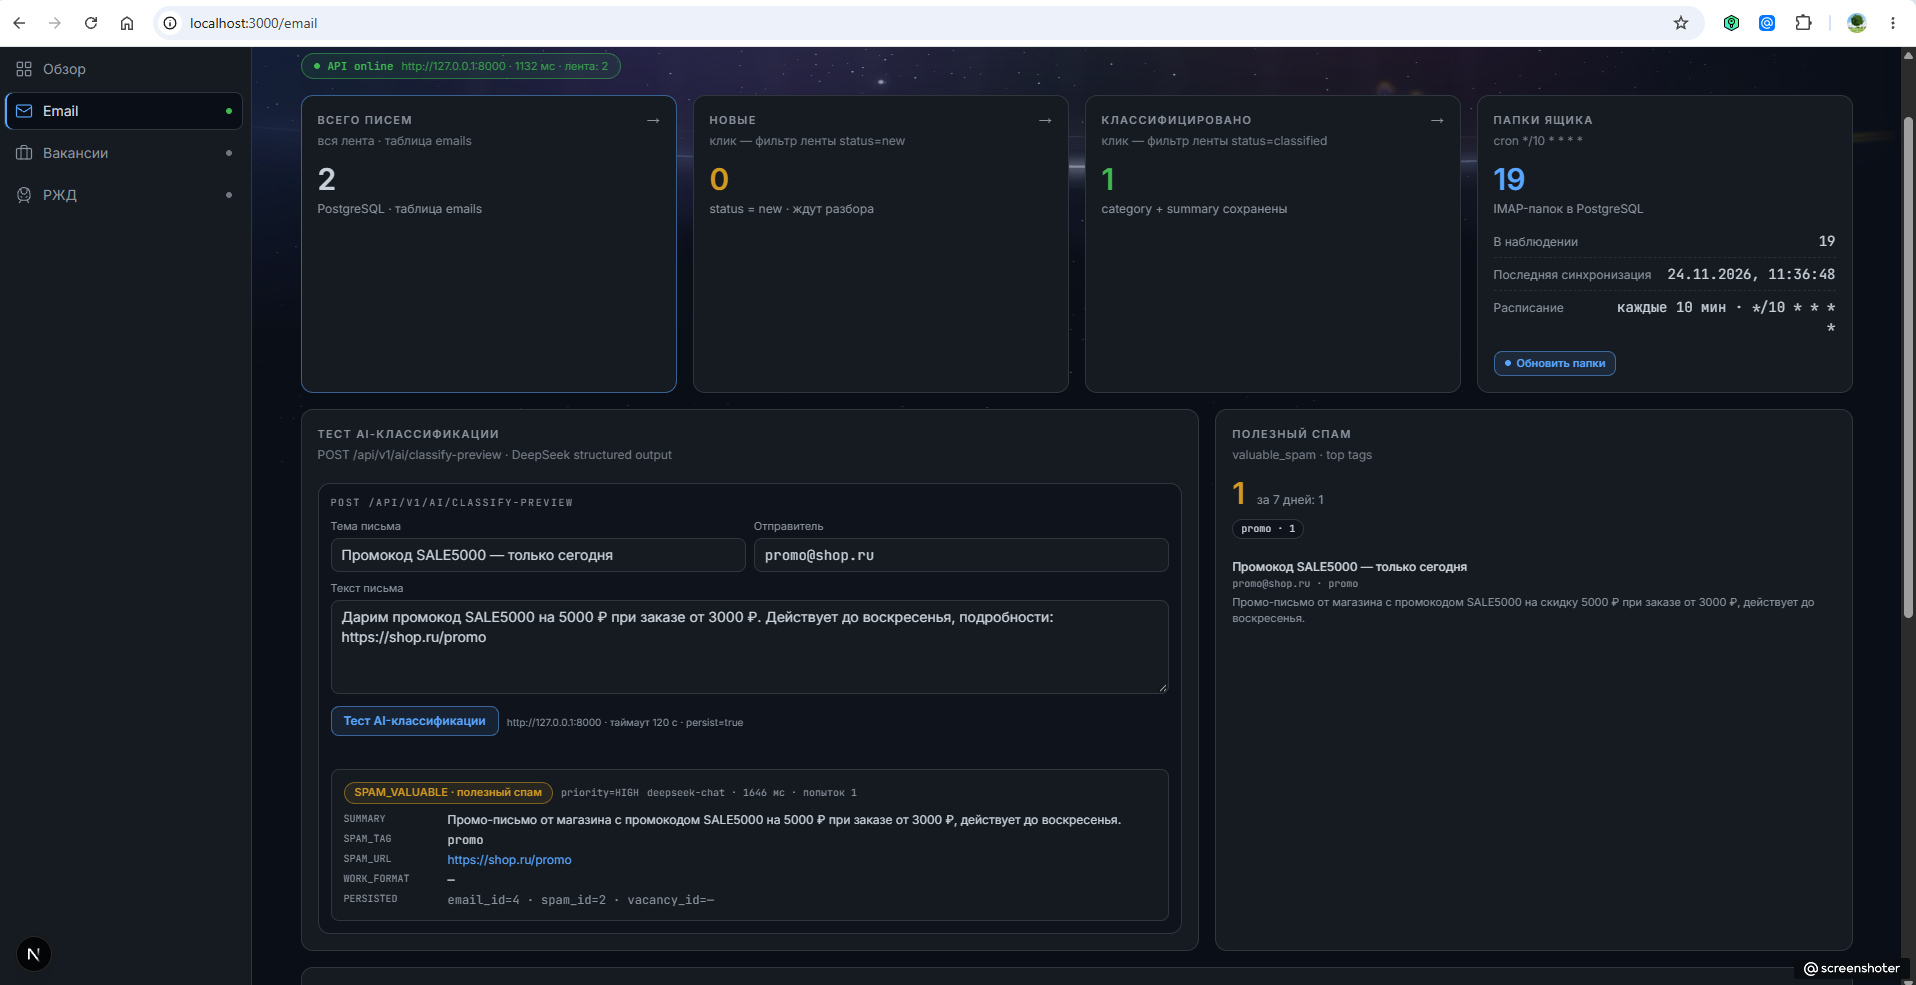 localhost:3000/email
Обзор
Email
Вакансии
РЖД
API online http://127.0.0.1:8000 · 1132 мс · лента: 2
ВСЕГО ПИСЕМ →
вся лента · таблица emails
2
PostgreSQL · таблица emails
НОВЫЕ →
клик — фильтр ленты status=new
0
status = new · ждут разбора
КЛАССИФИЦИРОВАНО →
клик — фильтр ленты status=classified
1
category + summary сохранены
ПАПКИ ЯЩИКА
cron */10 * * * *
19
IMAP-папок в PostgreSQL
В наблюдении 19
Последняя синхронизация 24.11.2026, 11:36:48
Расписание каждые 10 мин · */10 * * *
*
Обновить папки
ТЕСТ AI-КЛАССИФИКАЦИИ
POST /api/v1/ai/classify-preview · DeepSeek structured output
POST /API/V1/AI/CLASSIFY-PREVIEW
Тема письма
Промокод SALE5000 — только сегодня
Отправитель
promo@shop.ru
Текст письма
Дарим промокод SALE5000 на 5000 ₽ при заказе от 3000 ₽. Действует до воскресенья, подробности:
https://shop.ru/promo
Тест AI-классификации http://127.0.0.1:8000 · таймаут 120 с · persist=true
SPAM_VALUABLE · полезный спам priority=HIGH deepseek-chat · 1646 мс · попыток 1
SUMMARY Промо-письмо от магазина с промокодом SALE5000 на 5000 ₽ при заказе от 3000 ₽, действует до воскресенья.
SPAM_TAG promo
SPAM_URL https://shop.ru/promo
WORK_FORMAT —
PERSISTED email_id=4 · spam_id=2 · vacancy_id=—
ПОЛЕЗНЫЙ СПАМ
valuable_spam · top tags
1 за 7 дней: 1
promo · 1
Промокод SALE5000 — только сегодня
promo@shop.ru · promo
Промо-письмо от магазина с промокодом SALE5000 на скидку 5000 ₽ при заказе от 3000 ₽, действует до
воскресенья.
N
@screenshoter